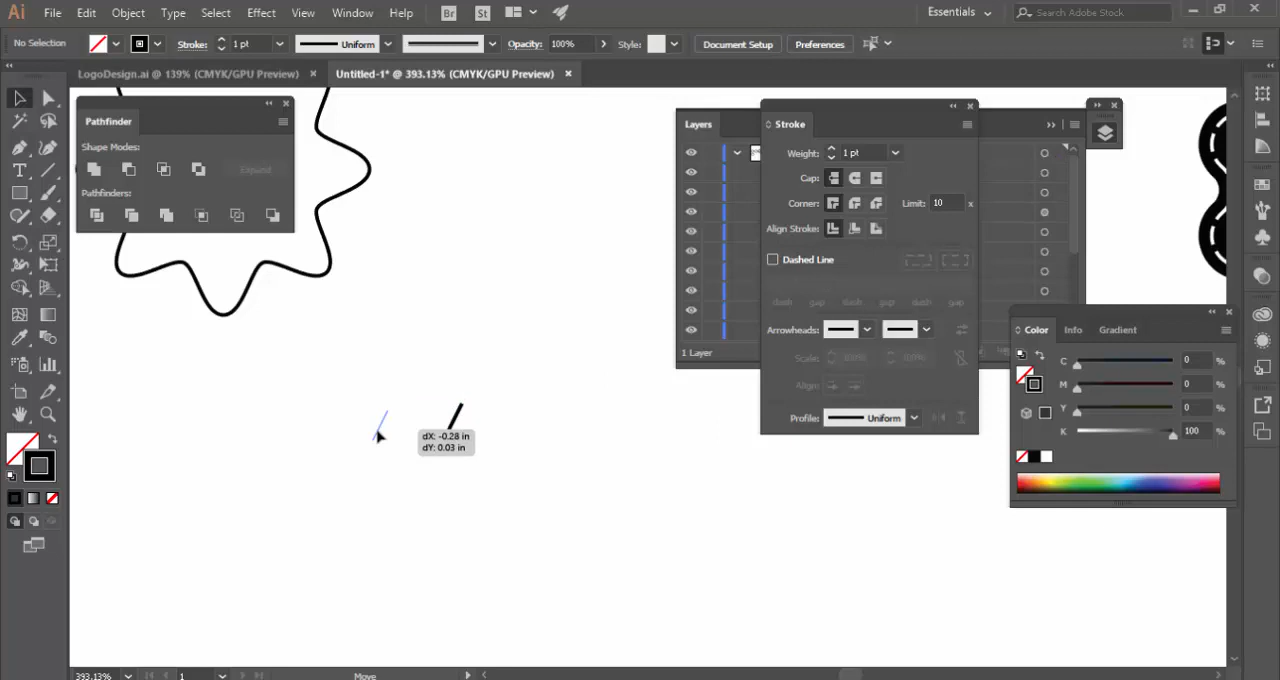 Ai File Edit Object Type Select Effect View Window Help Br St Essentials Search Adobe Stock
No Selection Stroke: 1 pt Uniform Opacity: 100% Style: Document Setup Preferences
LogoDesign.ai @ 139% (CMYK/GPU Preview) × Untitled-1* @ 393.13% (CMYK/GPU Preview) ×
Pathfinder
Shape Modes:
Expand
Pathfinders:
Layers
1 Layer
Stroke
Weight: 1 pt
Cap:
Corner: Limit: 10 x
Align Stroke:
Dashed Line
dash gap dash gap dash gap
Arrowheads:
Scale: 100% 100%
Align:
Profile: Uniform
Color Info Gradient
C 0 %
M 0 %
Y 0 %
K 100 %
dX: -0.28 in
dY: 0.03 in
393.13% 1 Move